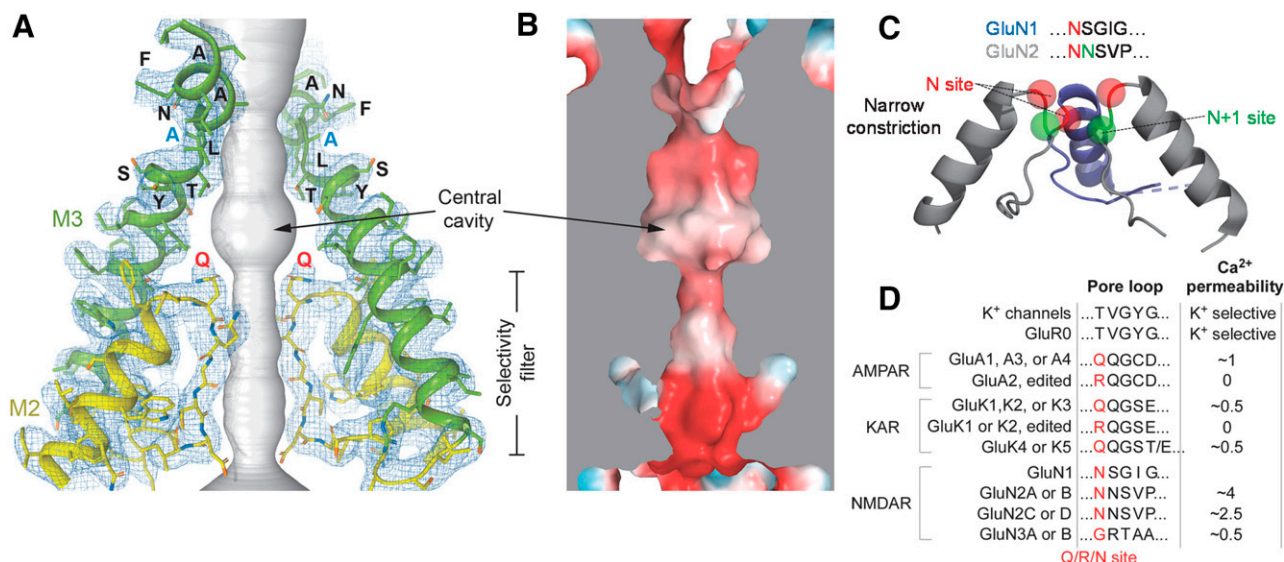 A
F
A
A
N
A
L
S
Y
T
M3
Q
M2
A
N
F
A
L
S
T
Y
Q
Central
cavity
Selectivity
filter
B
C
GluN1 ...NSGIG...
GluN2 ...NNSVP...
N site
Narrow
constriction
N+1 site
D
Pore loop
Ca2+
permeability
K+ channels ...TVGYG... K+ selective
GluR0 ...TVGYG... K+ selective
AMPAR
GluA1, A3, or A4 ...QQGCD... ~1
GluA2, edited ...RQGCD... 0
KAR
GluK1,K2, or K3 ...QQGSE... ~0.5
GluK1 or K2, edited ...RQGSE... 0
GluK4 or K5 ...QQGST/E... ~0.5
NMDAR
GluN1 ...NSGIG...
GluN2A or B ...NNSVP... ~4
GluN2C or D ...NNSVP... ~2.5
GluN3A or B ...GRTAA... ~0.5
Q/R/N site